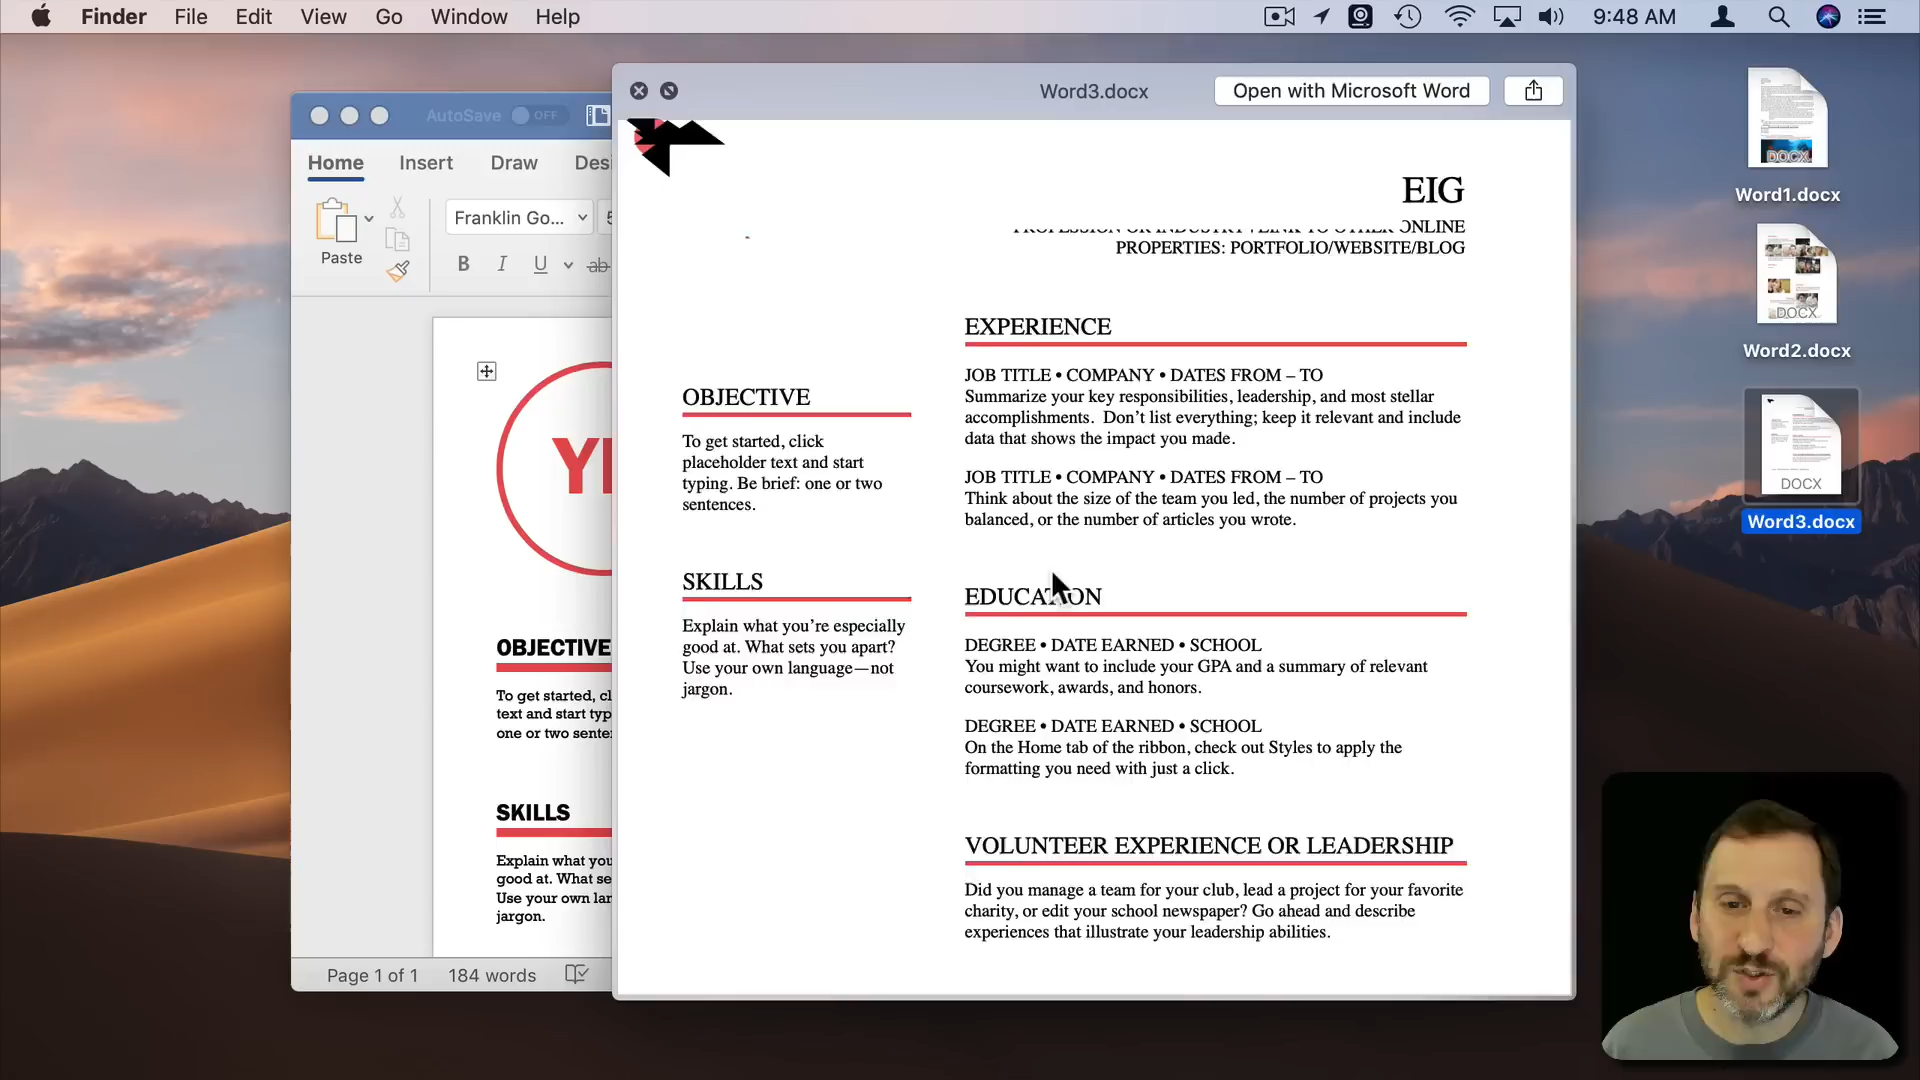 Finder File Edit View Go Window Help
9:48 AM
AutoSave OFF
Home Insert Draw
Paste
Franklin Go...
B I U ab
OBJECTIVE
To get started,
text and start
one or two
SKILLS
Explain what
good at. What
Use your own
jargon.
Page 1 of 1 184 words
Word3.docx
Open with Microsoft Word
EIG
PROFESSION OR INDUSTRY LINK TO OTHER ONLINE
PROPERTIES: PORTFOLIO/WEBSITE/BLOG
OBJECTIVE
To get started, click
placeholder text and start
typing. Be brief: one or two
sentences.
SKILLS
Explain what you’re especially
good at. What sets you apart?
Use your own language—not
jargon.
EXPERIENCE
JOB TITLE • COMPANY • DATES FROM – TO
Summarize your key responsibilities, leadership, and most stellar
accomplishments. Don’t list everything; keep it relevant and include
data that shows the impact you made.
JOB TITLE • COMPANY • DATES FROM – TO
Think about the size of the team you led, the number of projects you
balanced, or the number of articles you wrote.
EDUCATION
DEGREE • DATE EARNED • SCHOOL
You might want to include your GPA and a summary of relevant
coursework, awards, and honors.
DEGREE • DATE EARNED • SCHOOL
On the Home tab of the ribbon, check out Styles to apply the
formatting you need with just a click.
VOLUNTEER EXPERIENCE OR LEADERSHIP
Did you manage a team for your club, lead a project for your favorite
charity, or edit your school newspaper? Go ahead and describe
experiences that illustrate your leadership abilities.
DOCX
Word1.docx
DOCX
Word2.docx
DOCX
Word3.docx